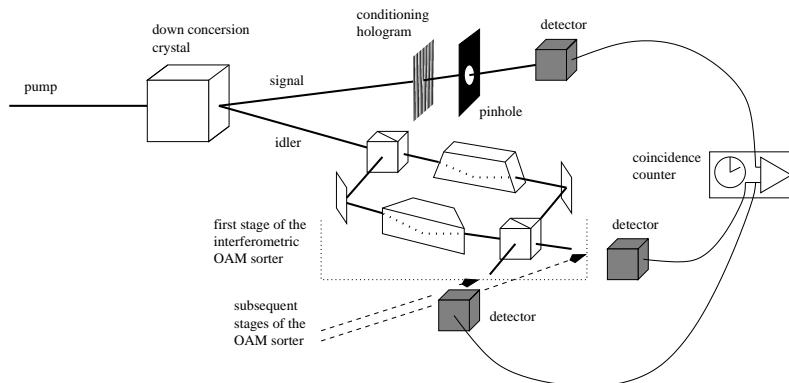 conditioning
hologram
detector
down concersion
crystal
pump
signal
pinhole
idler
coincidence
counter
first stage of the
interferometric
OAM sorter
detector
subsequent
stages of the
OAM sorter
detector